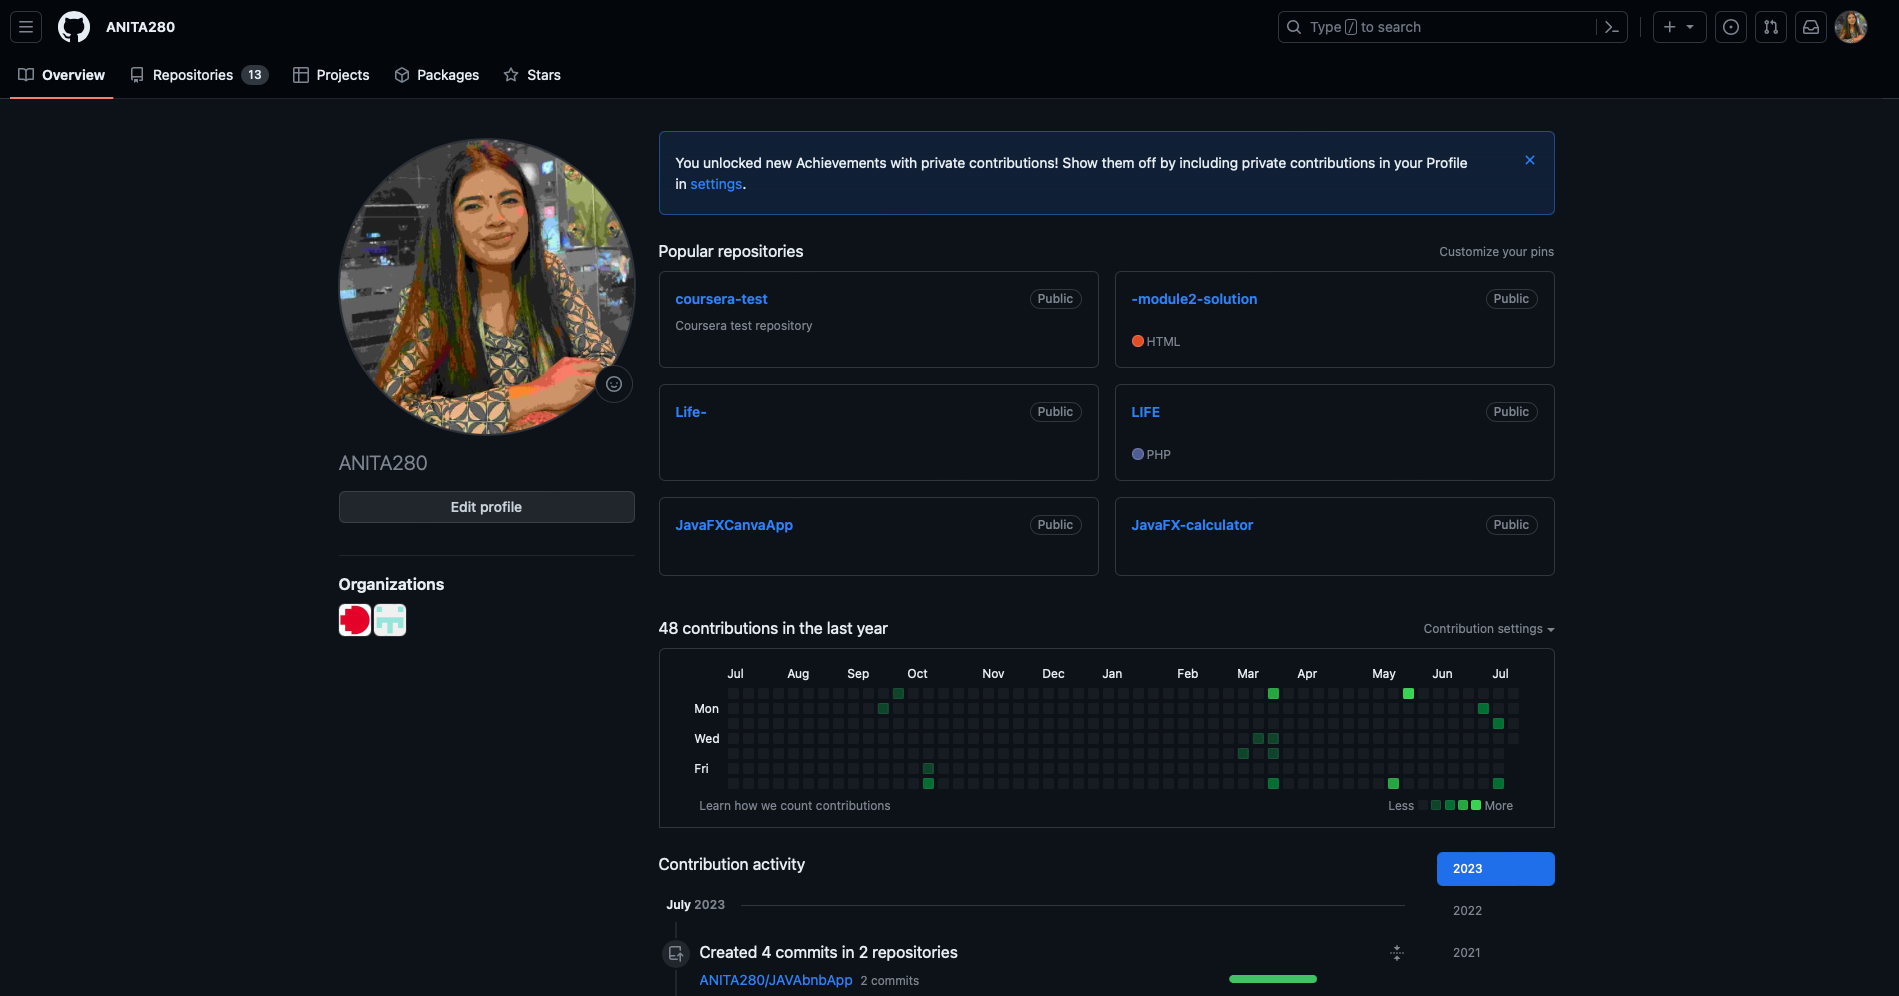 ANITA280
Type / to search
Overview
Repositories 13
Projects
Packages
Stars
You unlocked new Achievements with private contributions! Show them off by including private contributions in your Profile
in settings.
ANITA280
Edit profile
Organizations
Popular repositories
Customize your pins
coursera-test
Public
Coursera test repository
-module2-solution
Public
HTML
Life-
Public
LIFE
Public
PHP
JavaFXCanvaApp
Public
JavaFX-calculator
Public
48 contributions in the last year
Contribution settings
Jul Aug Sep Oct Nov Dec Jan Feb Mar Apr May Jun Jul
Mon
Wed
Fri
Learn how we count contributions
Less More
Contribution activity
2023
2022
2021
July 2023
Created 4 commits in 2 repositories
ANITA280/JAVAbnbApp 2 commits